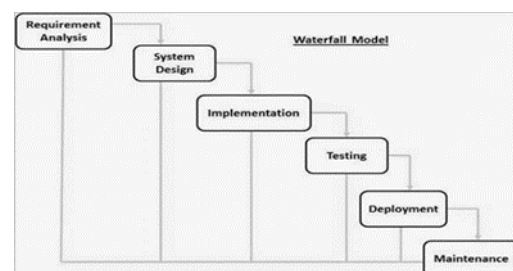 Requirement
Analysis
Waterfall Model
System
Design
Implementation
Testing
Deployment
Maintenance